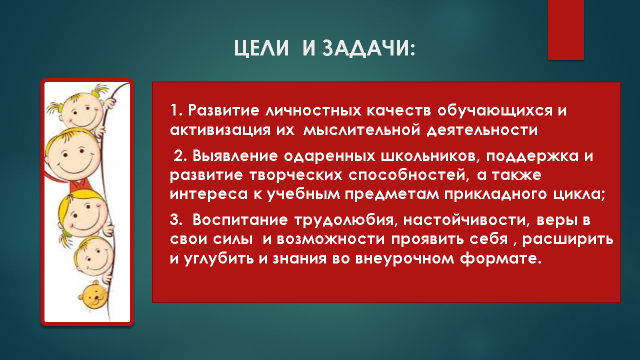 ЦЕЛИ И ЗАДАЧИ:
1. Развитие личностных качеств обучающихся и
активизация их мыслительной деятельности
2. Выявление одаренных школьников, поддержка и
развитие творческих способностей, а также
интереса к учебным предметам прикладного цикла;
3. Воспитание трудолюбия, настойчивости, веры в
свои силы и возможности проявить себя , расширить
и углубить и знания во внеурочном формате.